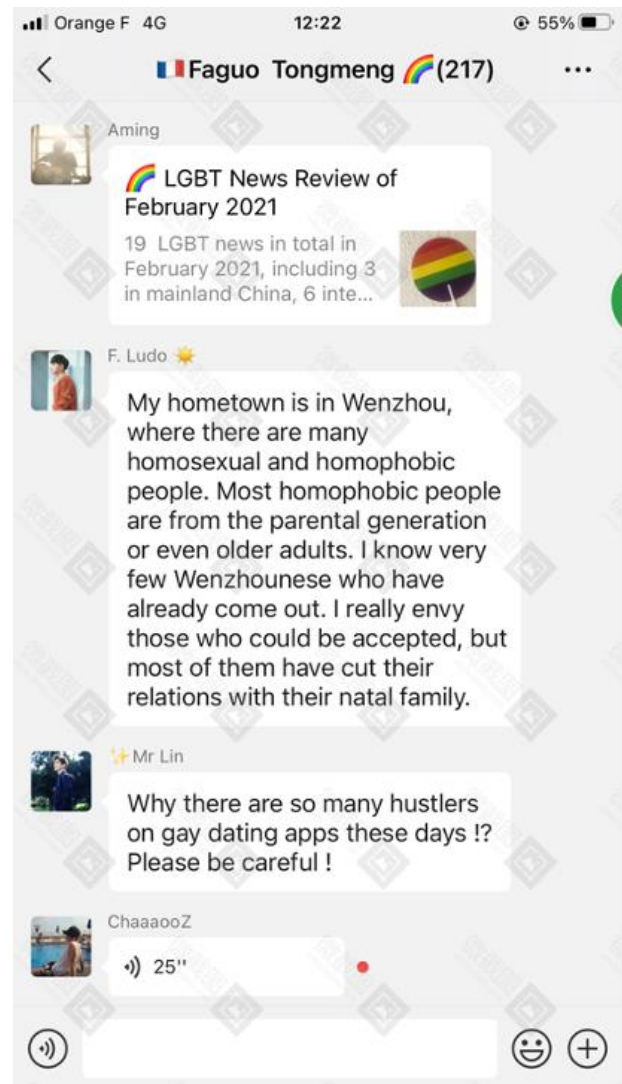 Orange F 4G 12:22 55%
🇫🇷Faguo Tongmeng 🌈(217)
Aming
🌈 LGBT News Review of
February 2021
19 LGBT news in total in
February 2021, including 3
in mainland China, 6 inte...
F. Ludo ☀️
My hometown is in Wenzhou,
where there are many
homosexual and homophobic
people. Most homophobic people
are from the parental generation
or even older adults. I know very
few Wenzhounese who have
already come out. I really envy
those who could be accepted, but
most of them have cut their
relations with their natal family.
✨Mr Lin
Why there are so many hustlers
on gay dating apps these days !?
Please be careful !
ChaaaooZ
25''